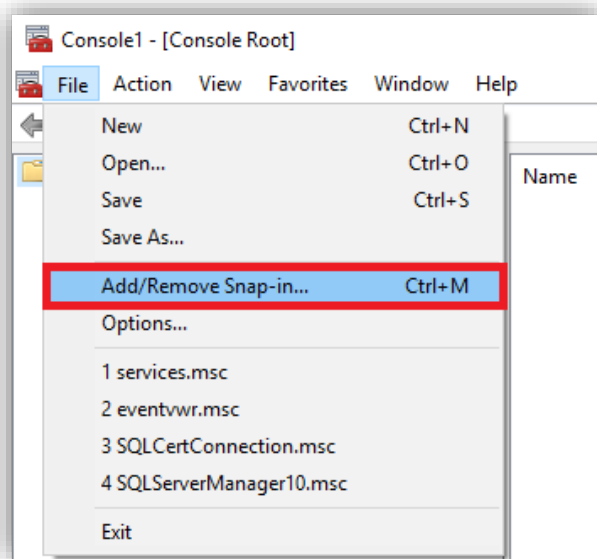 Console1 - [Console Root]
File Action View Favorites Window Help
New Ctrl+N
Open... Ctrl+O
Name
Save Ctrl+S
Save As...
Add/Remove Snap-in... Ctrl+M
Options...
1 services.msc
2 eventvwr.msc
3 SQLCertConnection.msc
4 SQLServerManager10.msc
Exit